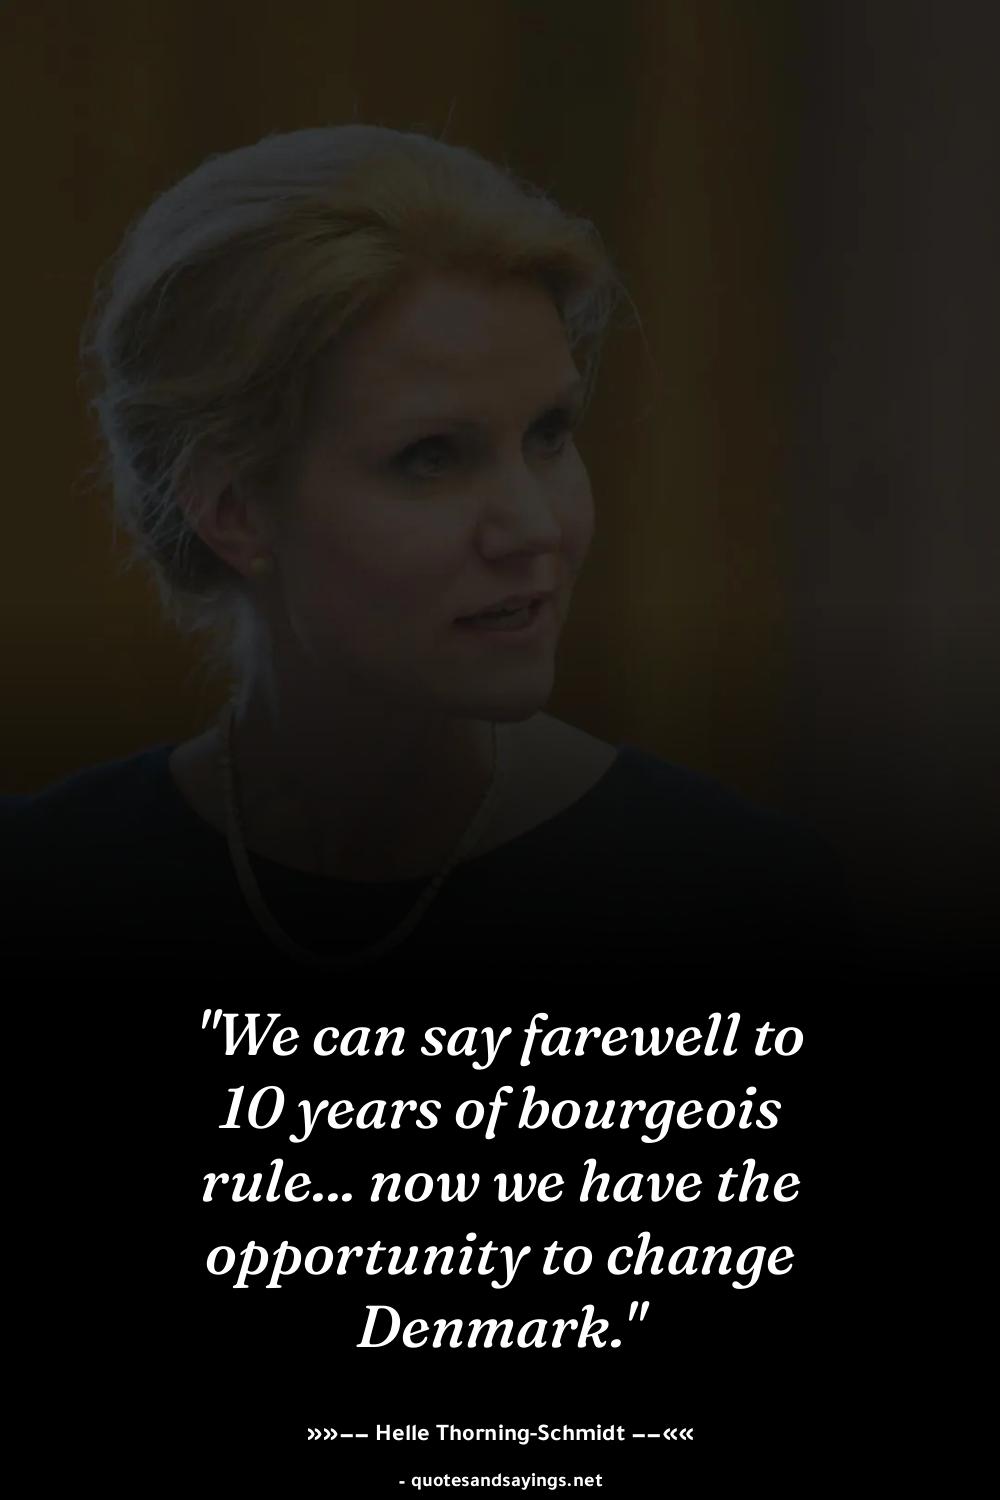 "We can say farewell to
10 years of bourgeois
rule... now we have the
opportunity to change
Denmark."
»»−− Helle Thorning-Schmidt −−««
- quotesandsayings.net